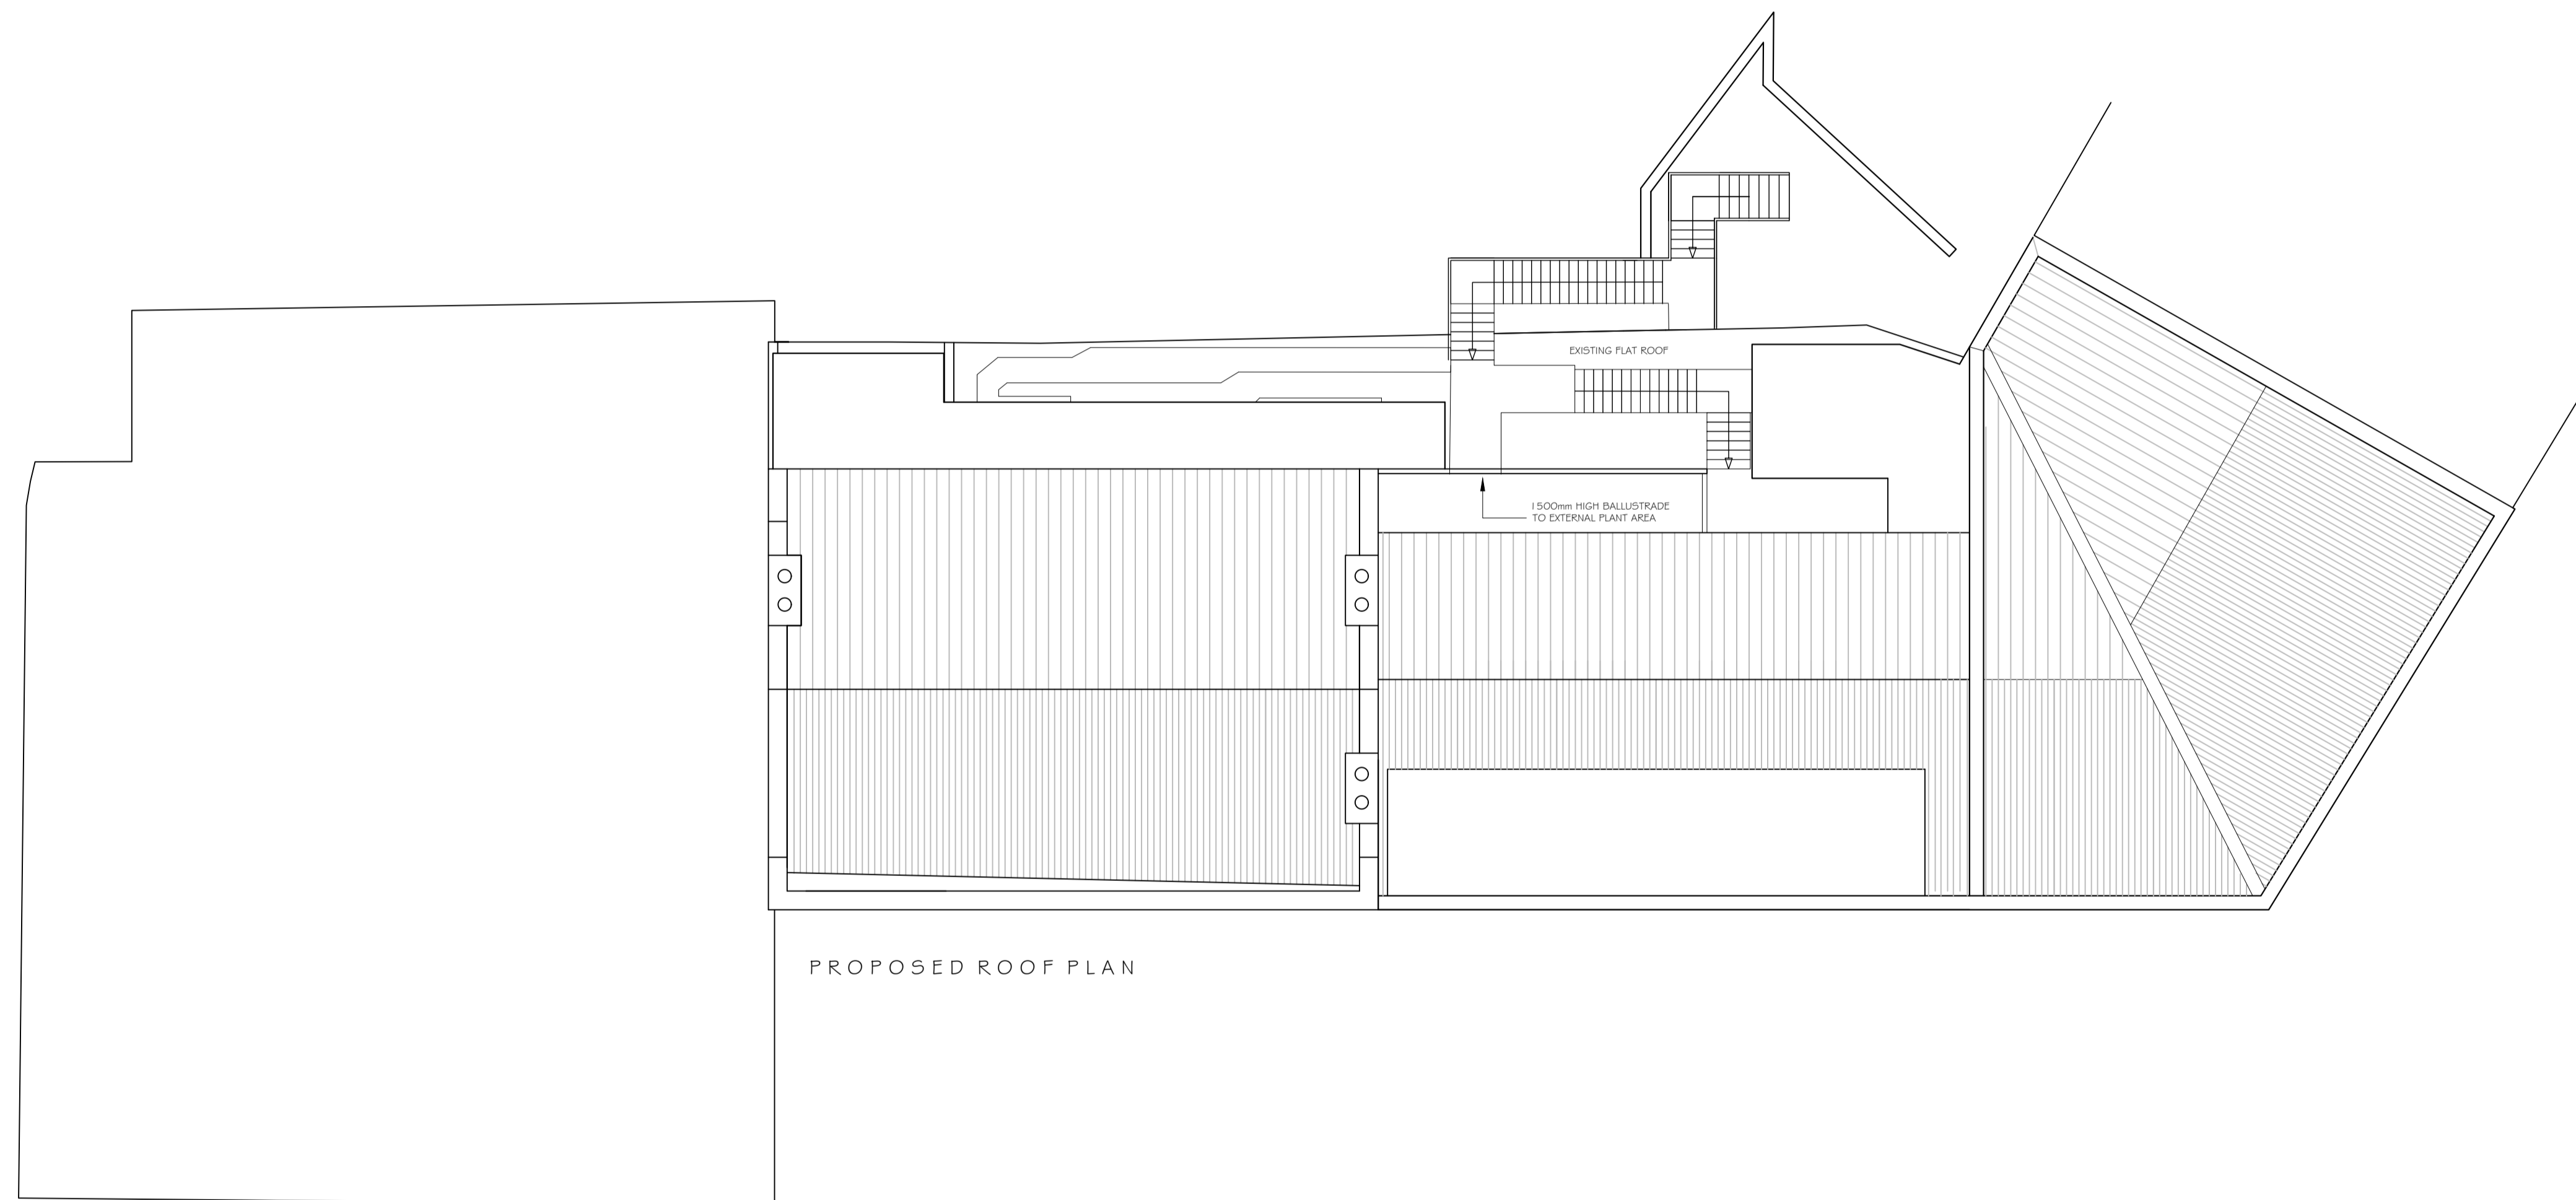 EXISTING FLAT ROOF
1500mm HIGH BALLUSTRADE
TO EXTERNAL PLANT AREA
PROPOSED ROOF PLAN